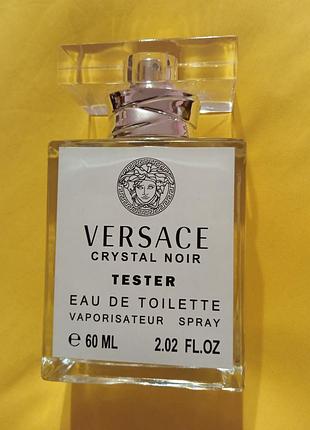 VERSACE
CRYSTAL NOIR
TESTER
EAU DE TOILETTE
VAPORISATEUR SPRAY
℮ 60 ML 2.02 FL.OZ